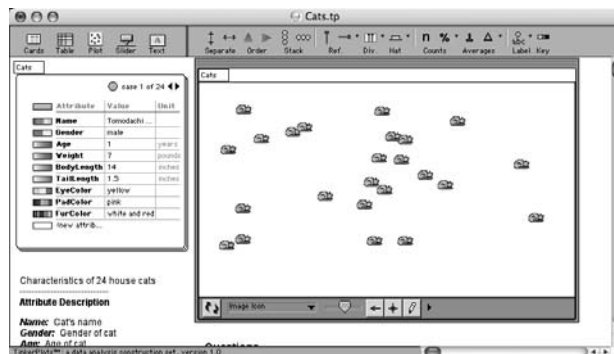 Cats.tp
Cards Table Plot Slider Text
Separate Order Stack Ref. Div. Hat Counts Averages Label Key
Cats
case 1 of 24
Attribute Value Unit
Name Tomodachi ...
Gender male
Age 1 years
Weight 7 pounds
BodyLength 14 inches
TailLength 1.5 inches
EyeColor yellow
PadColor pink
FurColor white and red
<new attrib...
Characteristics of 24 house cats
Attribute Description
Name: Cat's name
Gender: Gender of cat
Age: Age of cat
Cats
Image Icon
Questions
TinkerPlots™: a data analysis construction set, version 1.0